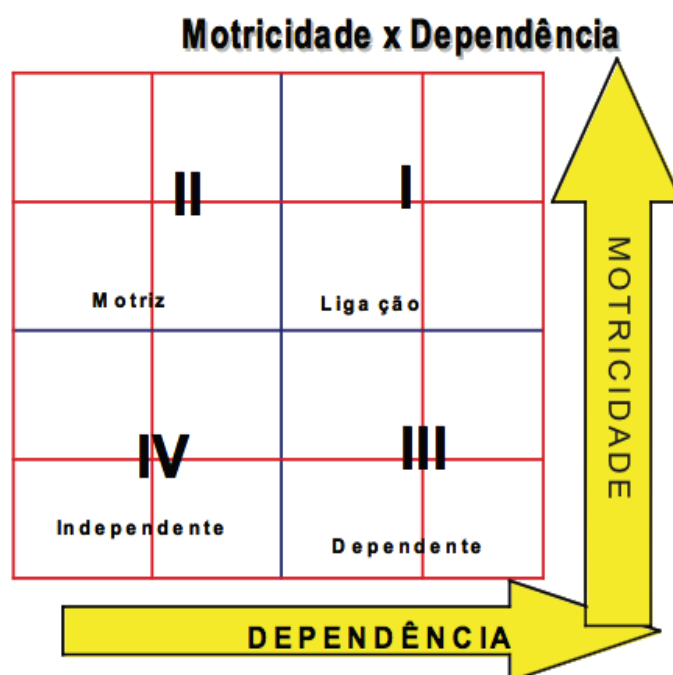 Motricidade x Dependência
II
I
Motriz
Ligação
IV
III
Independente
Dependente
MOTRICIDADE
DEPENDÊNCIA